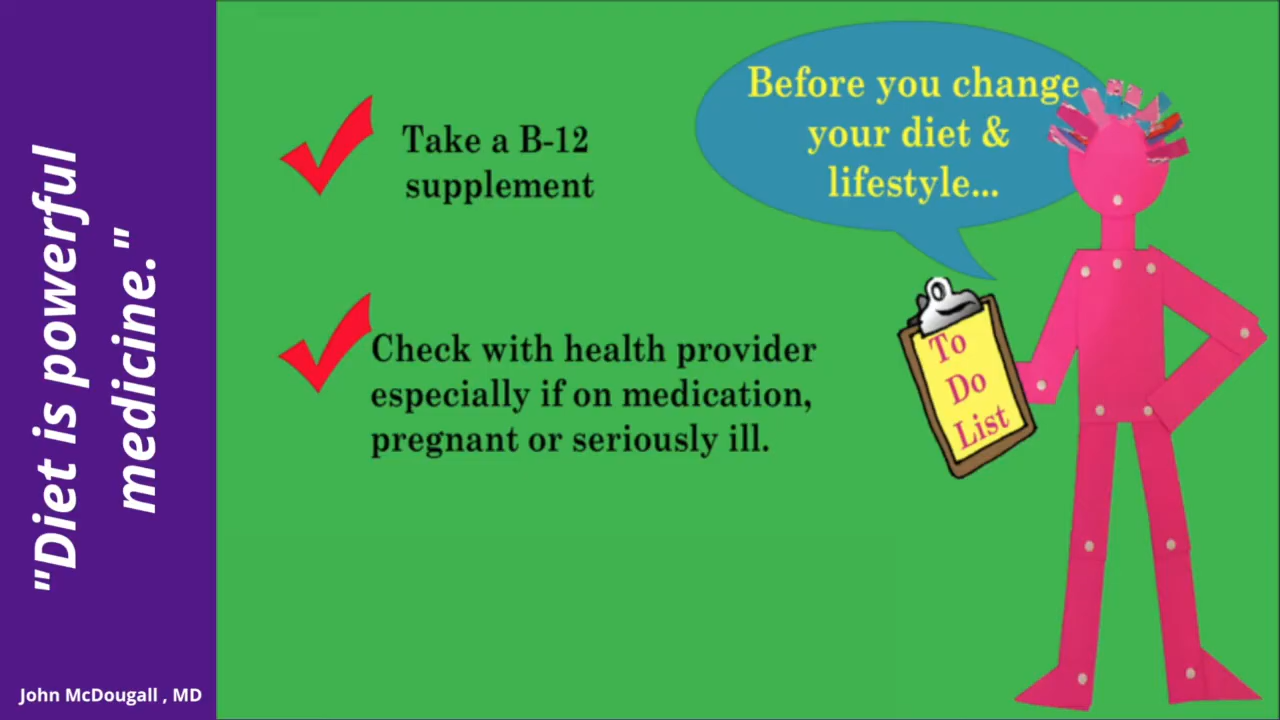 "Diet is powerful
medicine."
John McDougall , MD
Take a B-12
supplement
Check with health provider
especially if on medication,
pregnant or seriously ill.
Before you change
your diet &
lifestyle...
To
Do
List